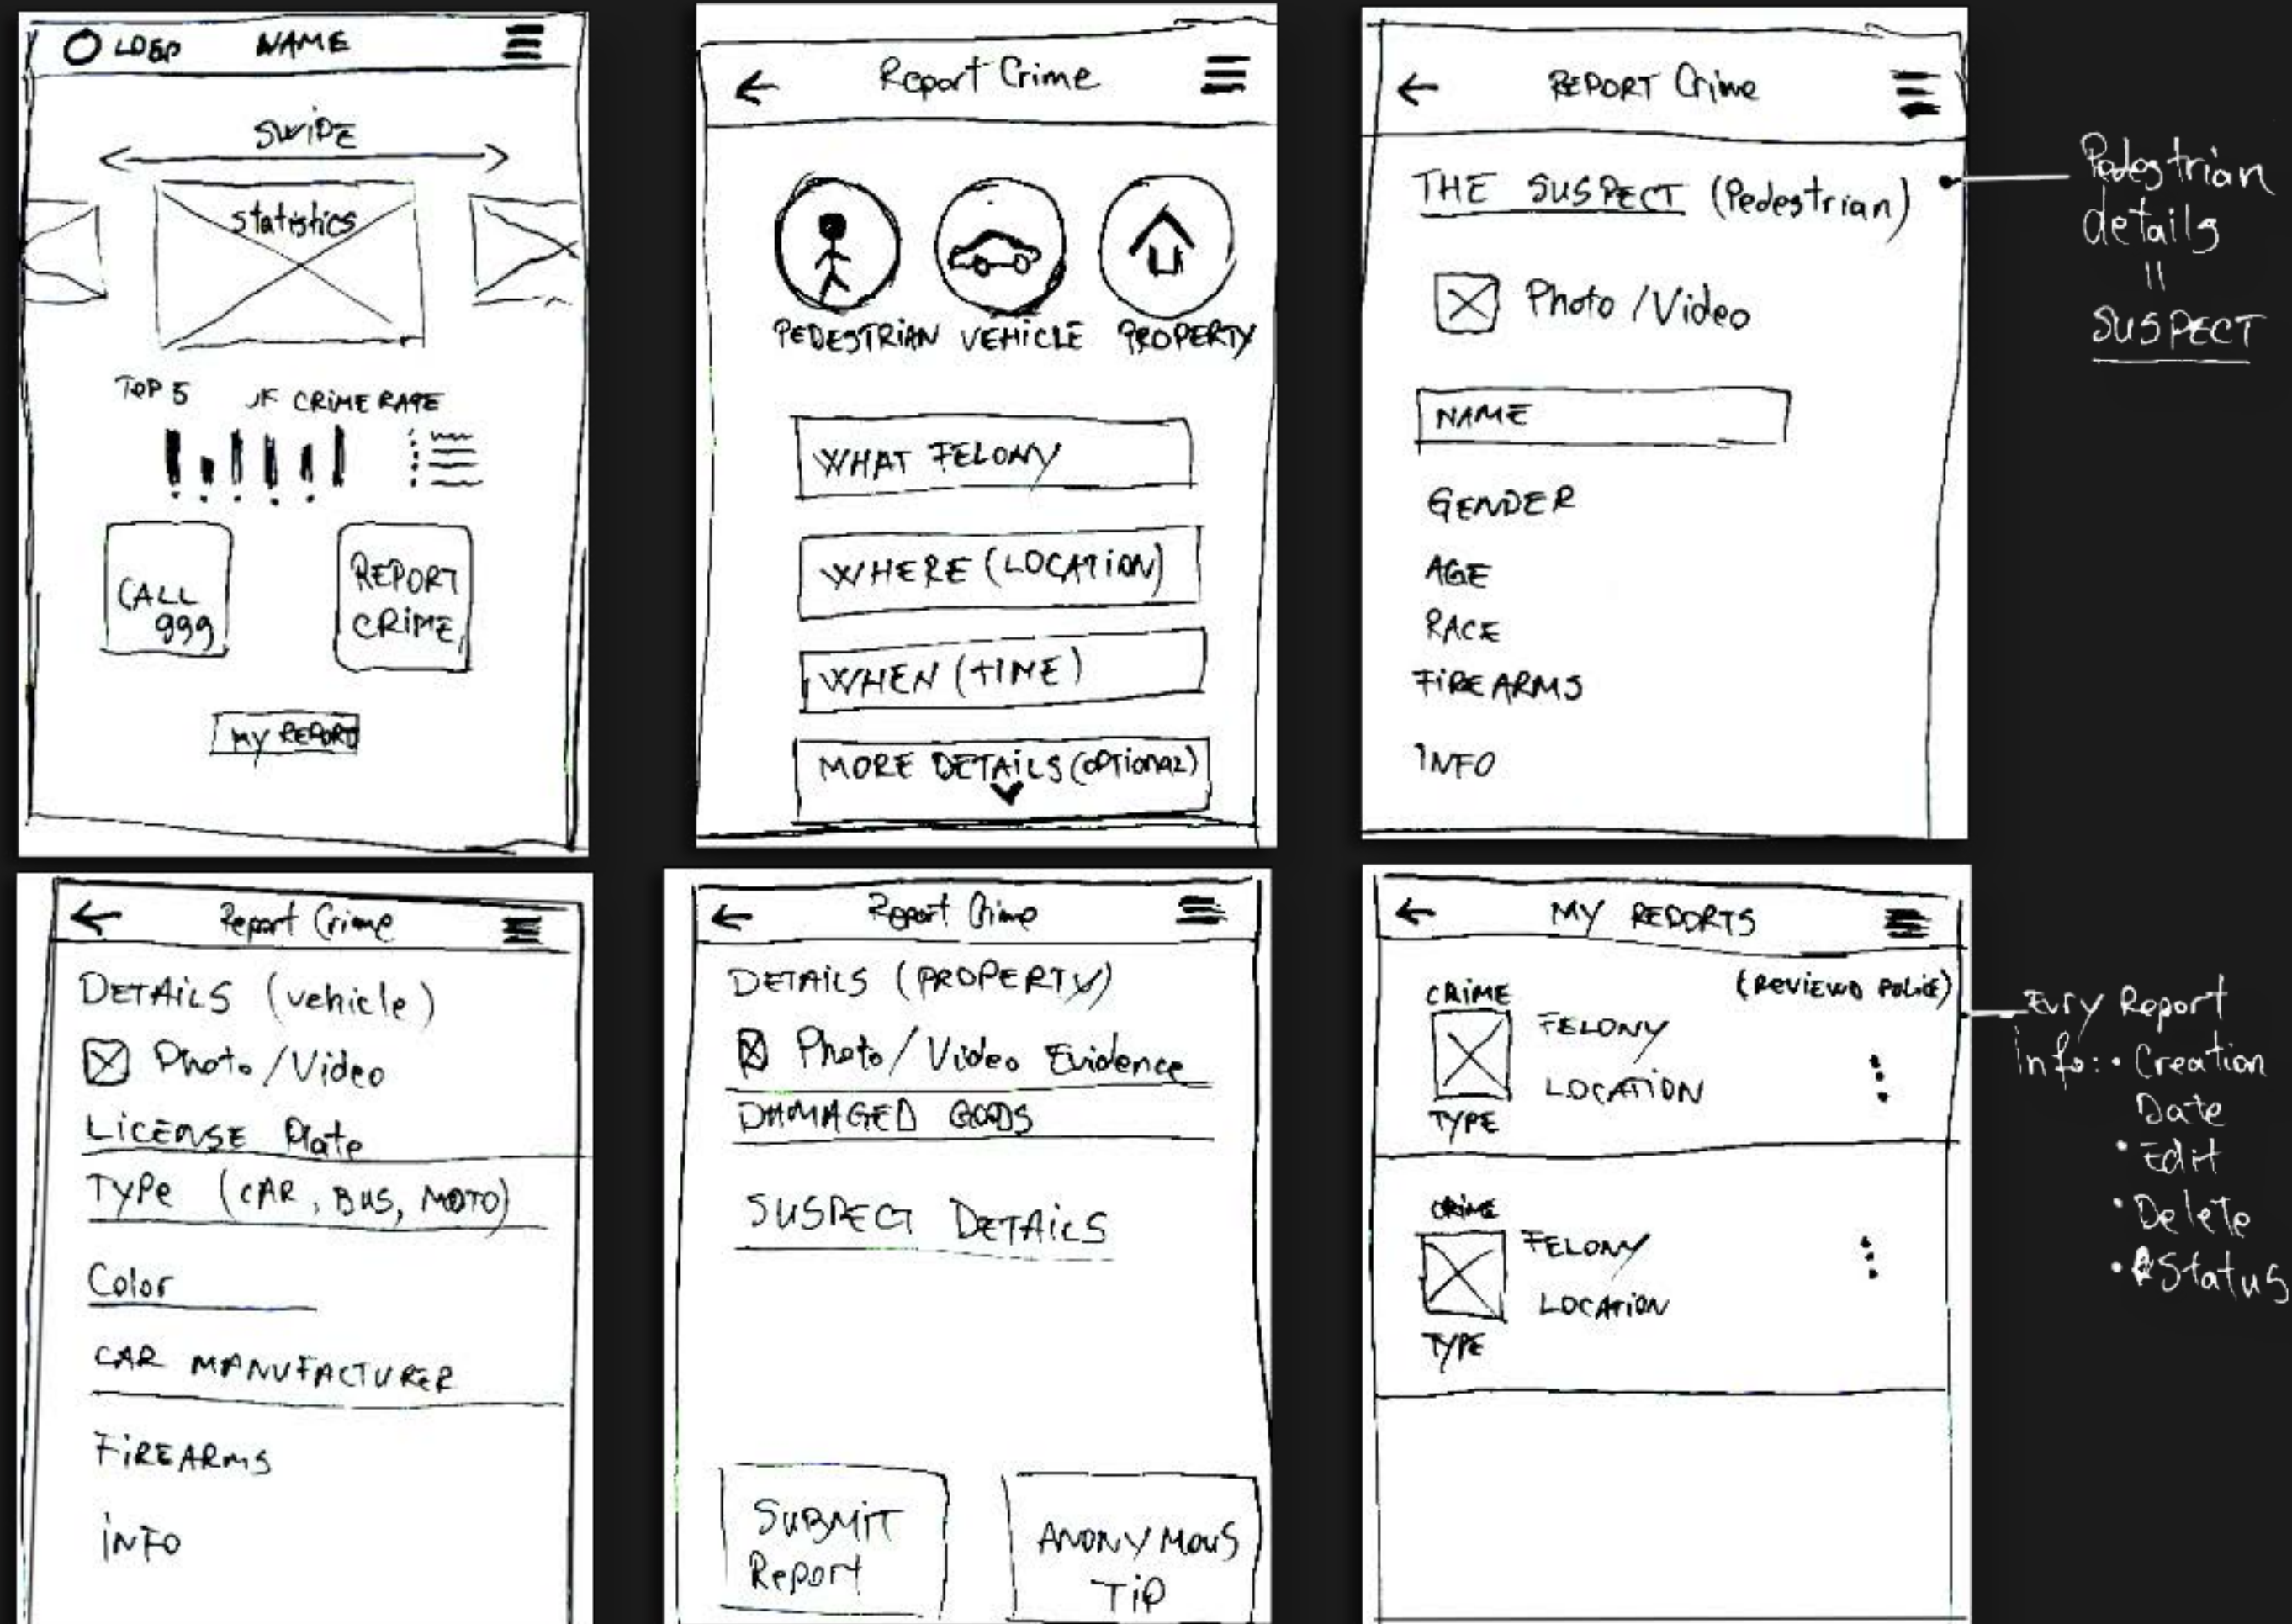 LOGO NAME
SWIPE
statistics
TOP 5 UK CRIME RATE
CALL
999
REPORT
CRIME
MY REPORT
Report Crime
PEDESTRIAN VEHICLE PROPERTY
WHAT FELONY
WHERE (LOCATION)
WHEN (TIME)
MORE DETAILS (OPTIONAL)
REPORT Crime
THE SUSPECT (Pedestrian)
Photo / Video
NAME
GENDER
AGE
RACE
FIREARMS
INFO
Pedestrian
details
SUSPECT
Report Crime
DETAILS (vehicle)
Photo / Video
LICENSE Plate
TYPE (CAR, BUS, MOTO)
Color
CAR MANUFACTURER
FIREARMS
INFO
Report Crime
DETAILS (PROPERTY)
Photo / Video Evidence
DAMAGED GOODS
SUSPECT DETAILS
SUBMIT
Report
ANONYMOUS
TIP
MY REPORTS
(REVIEWD POLICE)
CRIME
FELONY
LOCATION
TYPE
CRIME
FELONY
LOCATION
TYPE
Evry Report
Info: • Creation
Date
• Edit
• Delete
• Status